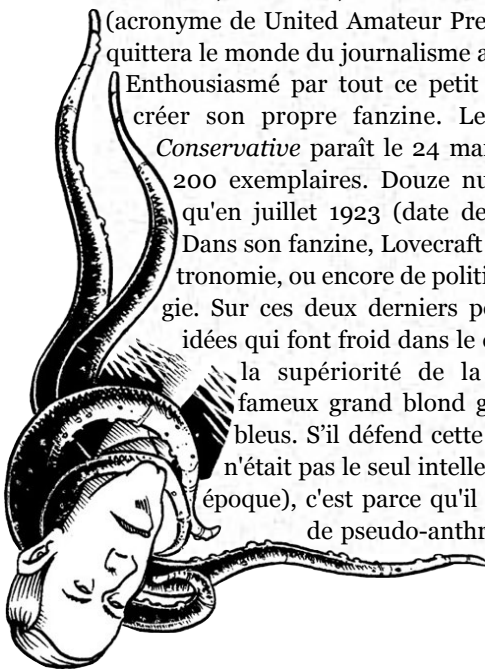 (acronyme de United Amateur Pre
quittera le monde du journalisme a
Enthousiasmé par tout ce petit
créer son propre fanzine. Le
Conservative paraît le 24 mar
200 exemplaires. Douze nu
qu'en juillet 1923 (date de
Dans son fanzine, Lovecraft
tronomie, ou encore de politi
gie. Sur ces deux derniers p
idées qui font froid dans le
la supériorité de la
fameux grand blond
bleus. S’il défend cette
n'était pas le seul intelle
époque), c'est parce qu'il
de pseudo-anthr